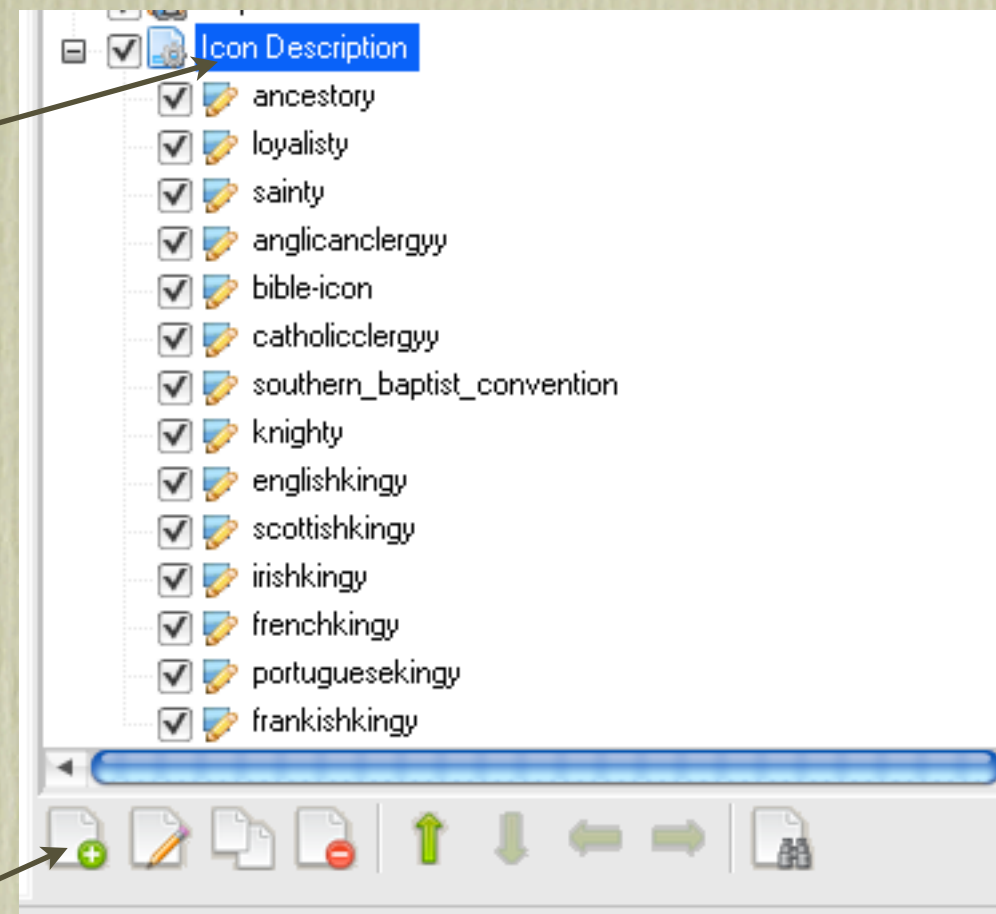 Icon Description
ancestory
loyalisty
sainty
anglicanclergyy
bible-icon
catholicclergyy
southern_baptist_convention
knighty
englishkingy
scottishkingy
irishkingy
frenchkingy
portuguesekingy
frankishkingy